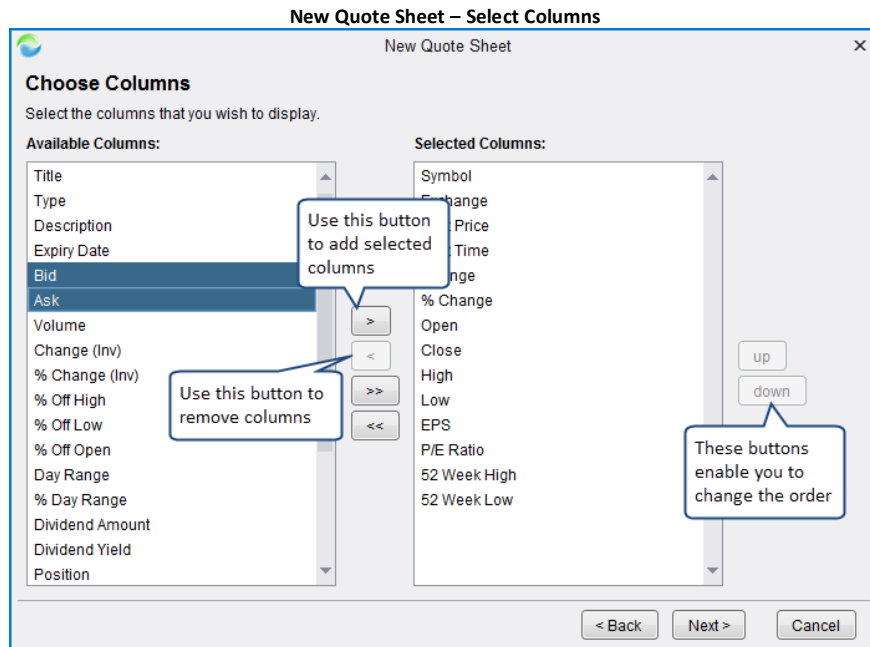 New Quote Sheet – Select Columns
New Quote Sheet
Choose Columns
Select the columns that you wish to display.
Available Columns:
Title
Type
Description
Expiry Date
Bid
Ask
Volume
Change (Inv)
% Change (Inv)
% Off High
% Off Low
% Off Open
Day Range
% Day Range
Dividend Amount
Dividend Yield
Position
Use this button
to add selected
columns
>
<
>>
<<
Use this button to
remove columns
Selected Columns:
Symbol
Exchange
Price
Time
% Change
Open
Close
High
Low
EPS
P/E Ratio
52 Week High
52 Week Low
up
down
These buttons
enable you to
change the order
< Back
Next >
Cancel